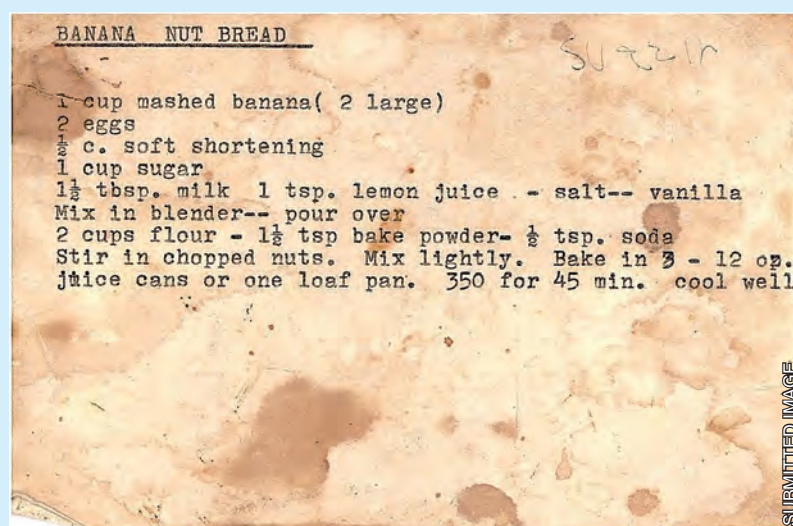 BANANA NUT BREAD
1 cup mashed banana( 2 large)
2 eggs
½ c. soft shortening
1 cup sugar
1½ tbsp. milk 1 tsp. lemon juice - salt-- vanilla
Mix in blender-- pour over
2 cups flour - 1½ tsp bake powder- ½ tsp. soda
Stir in chopped nuts. Mix lightly. Bake in 3 - 12 oz.
juice cans or one loaf pan. 350 for 45 min. cool well
SUBMITTED IMAGE